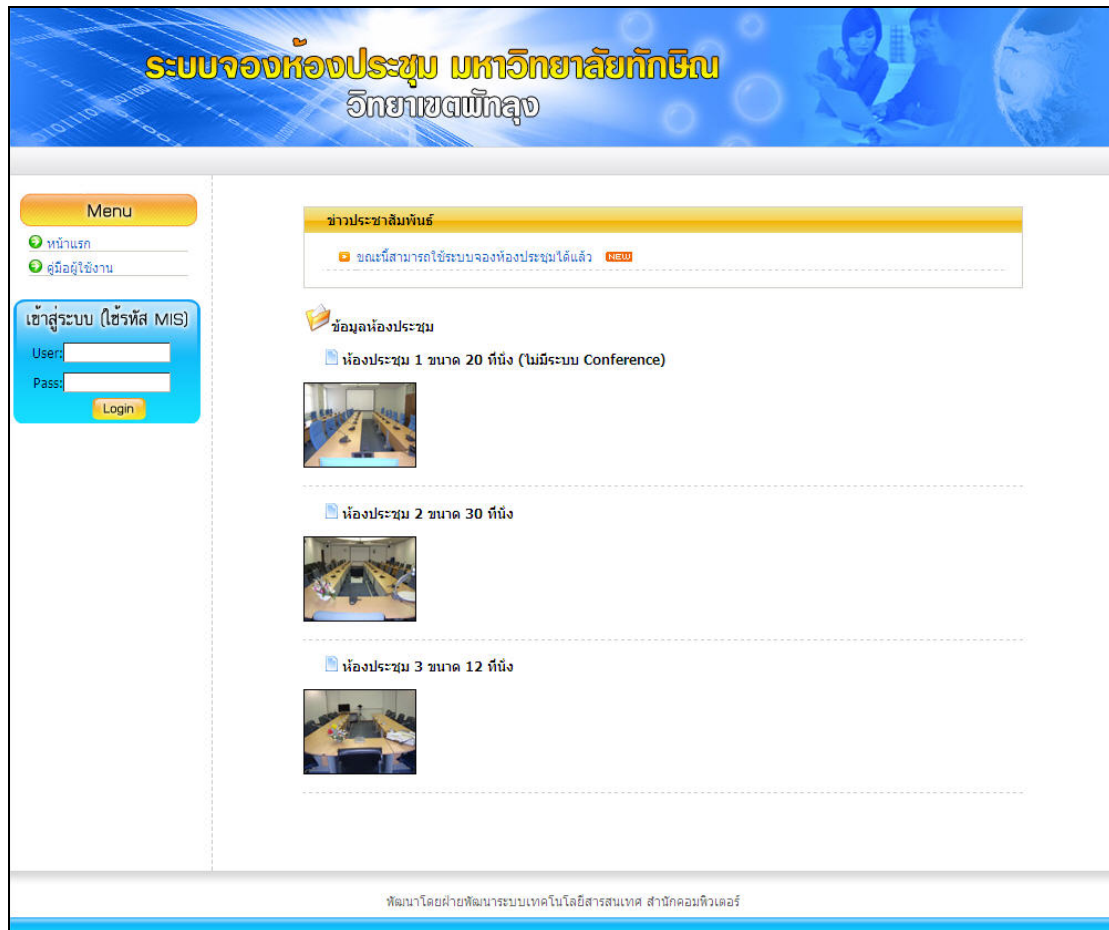 ระบบจองห้องประชุม มหาวิทยาลัยทักษิณ
วิทยาเขตพัทลุง
Menu
หน้าแรก
คู่มือผู้ใช้งาน
เข้าสู่ระบบ (ใช้รหัส MIS)
User:
Pass:
Login
ข่าวประชาสัมพันธ์
ขณะนี้สามารถใช้ระบบจองห้องประชุมได้แล้ว NEW
ข้อมูลห้องประชุม
ห้องประชุม 1 ขนาด 20 ที่นั่ง (ไม่มีระบบ Conference)
ห้องประชุม 2 ขนาด 30 ที่นั่ง
ห้องประชุม 3 ขนาด 12 ที่นั่ง
พัฒนาโดยฝ่ายพัฒนาระบบเทคโนโลยีสารสนเทศ สำนักคอมพิวเตอร์